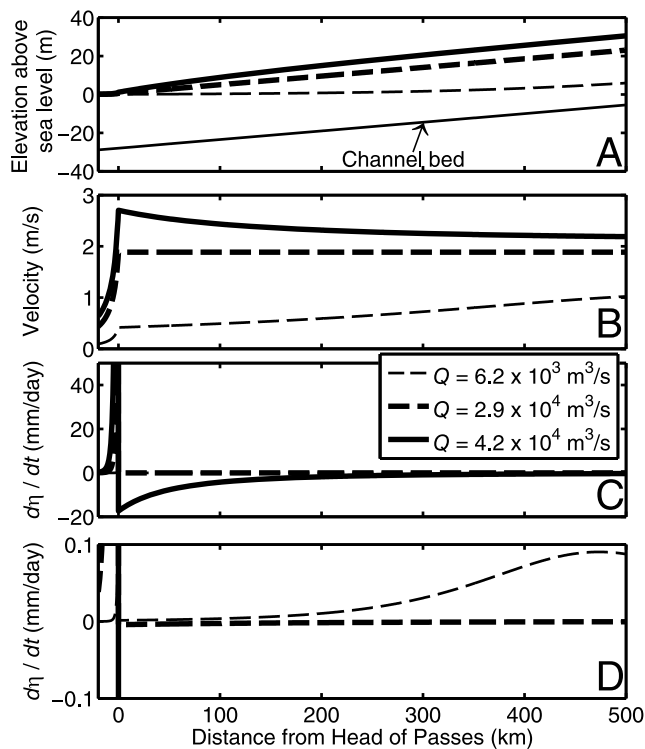 Elevation above
sea level (m)
40
20
0
−20
−40
Channel bed
A
Velocity (m/s)
3
2
1
0
B
dη / dt (mm/day)
40
20
0
−20
Q = 6.2 x 10³ m³/s
Q = 2.9 x 10⁴ m³/s
Q = 4.2 x 10⁴ m³/s
C
dη / dt (mm/day)
0.1
0
−0.1
D
0 100 200 300 400 500
Distance from Head of Passes (km)